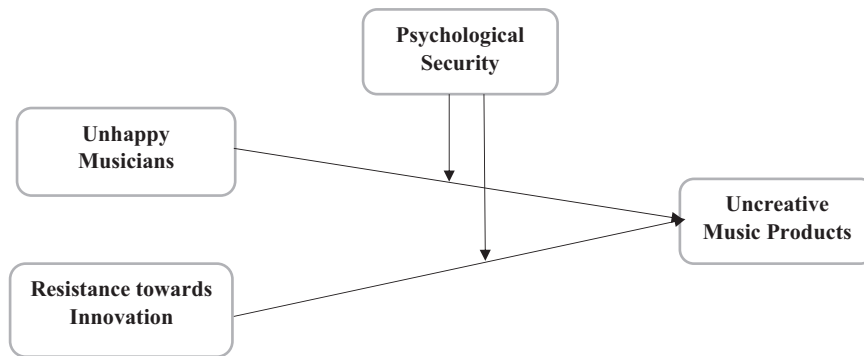 Psychological
Security
Unhappy
Musicians
Uncreative
Music Products
Resistance towards
Innovation